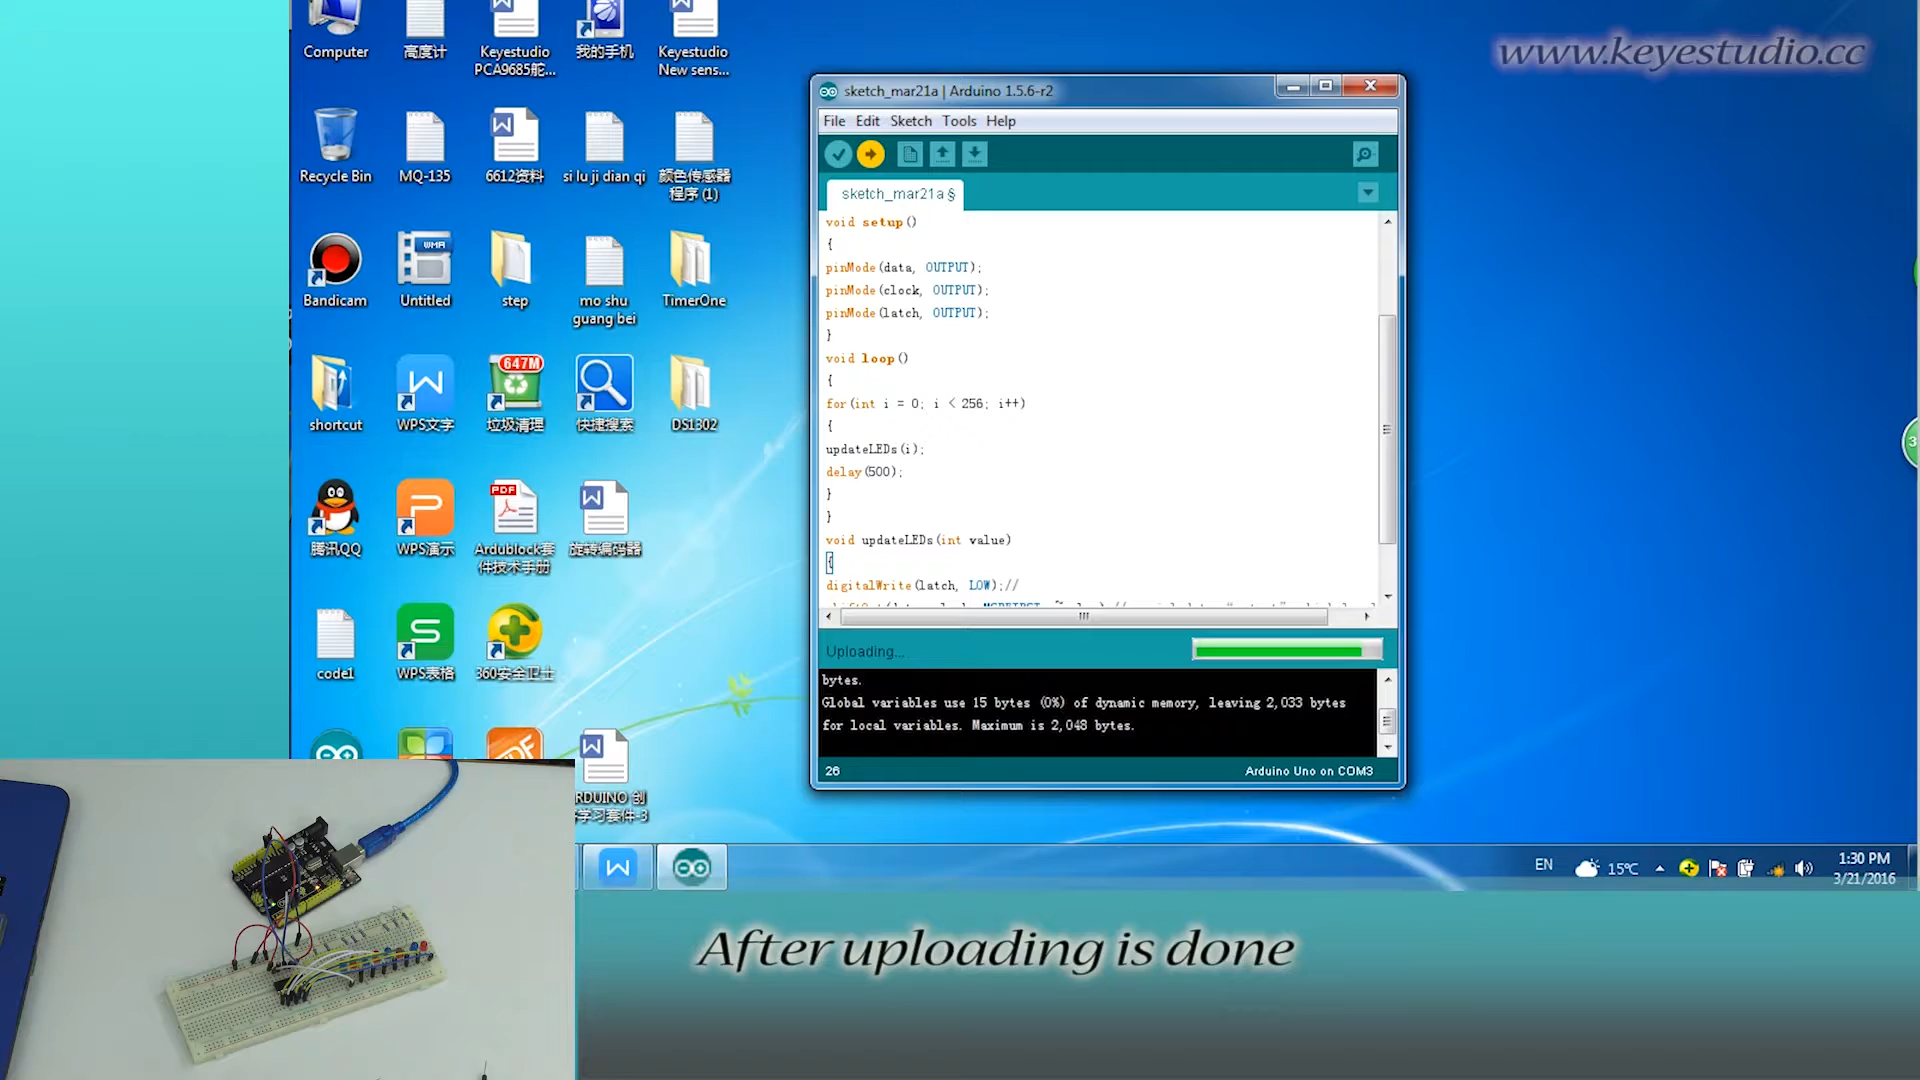 www.keyestudio.cc
Computer
高度计
Keyestudio
PCA9685舵...
我的手机
Keyestudio
New sens...
Recycle Bin
MQ-135
6612资料
si lu ji dian qi
颜色传感器
程序 (1)
Bandicam
WMA
Untitled
step
mo shu
guang bei
TimerOne
shortcut
WPS文字
647M
垃圾清理
快捷搜索
DS1302
腾讯QQ
WPS演示
PDF
Ardublock套
件技术手册
旋转编码器
code1
WPS表格
360安全卫士
RDUINO 创
学习套件-3
sketch_mar21a | Arduino 1.5.6-r2
File Edit Sketch Tools Help
sketch_mar21a §
void setup()
{
pinMode(data, OUTPUT);
pinMode(clock, OUTPUT);
pinMode(latch, OUTPUT);
}
void loop()
{
for(int i = 0; i < 256; i++)
{
updateLEDs(i);
delay(500);
}
}
void updateLEDs(int value)
{
digitalWrite(latch, LOW);//
Uploading...
bytes.
Global variables use 15 bytes (0%) of dynamic memory, leaving 2,033 bytes
for local variables. Maximum is 2,048 bytes.
26
Arduino Uno on COM3
EN
15℃
1:30 PM
3/21/2016
After uploading is done